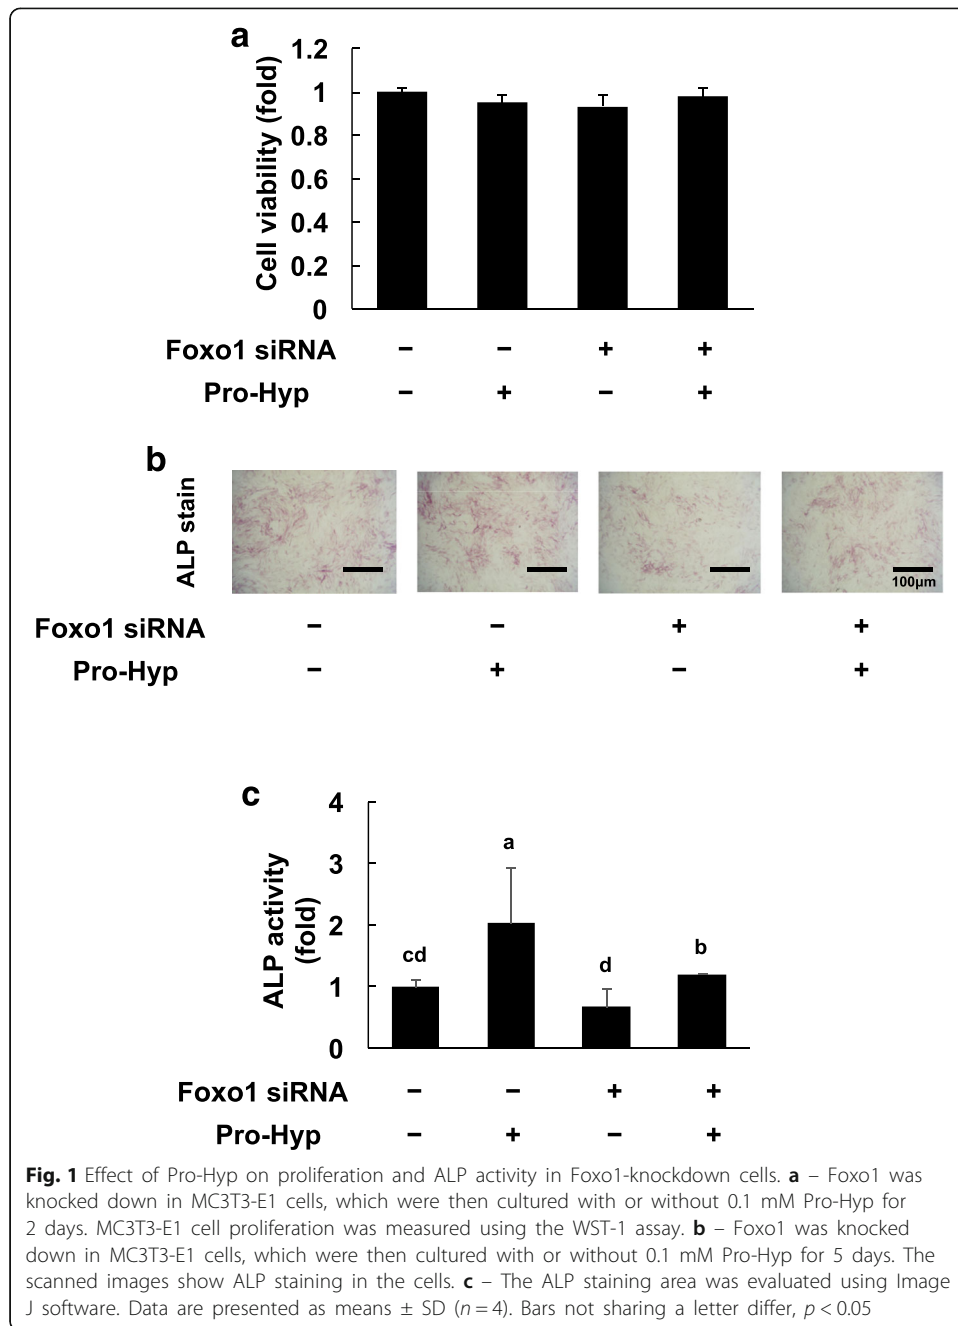 a
1.2
1
0.8
0.6
0.4
0.2
0
Cell viability (fold)
Foxo1 siRNA − − + +
Pro-Hyp − + − +
b
ALP stain
100μm
Foxo1 siRNA − − + +
Pro-Hyp − + − +
c
4
3
2
1
0
ALP activity
(fold)
cd
a
d
b
Foxo1 siRNA − − + +
Pro-Hyp − + − +
Fig. 1 Effect of Pro-Hyp on proliferation and ALP activity in Foxo1-knockdown cells. a – Foxo1 was
knocked down in MC3T3-E1 cells, which were then cultured with or without 0.1 mM Pro-Hyp for
2 days. MC3T3-E1 cell proliferation was measured using the WST-1 assay. b – Foxo1 was knocked
down in MC3T3-E1 cells, which were then cultured with or without 0.1 mM Pro-Hyp for 5 days. The
scanned images show ALP staining in the cells. c – The ALP staining area was evaluated using Image
J software. Data are presented as means ± SD (n = 4). Bars not sharing a letter differ, p < 0.05